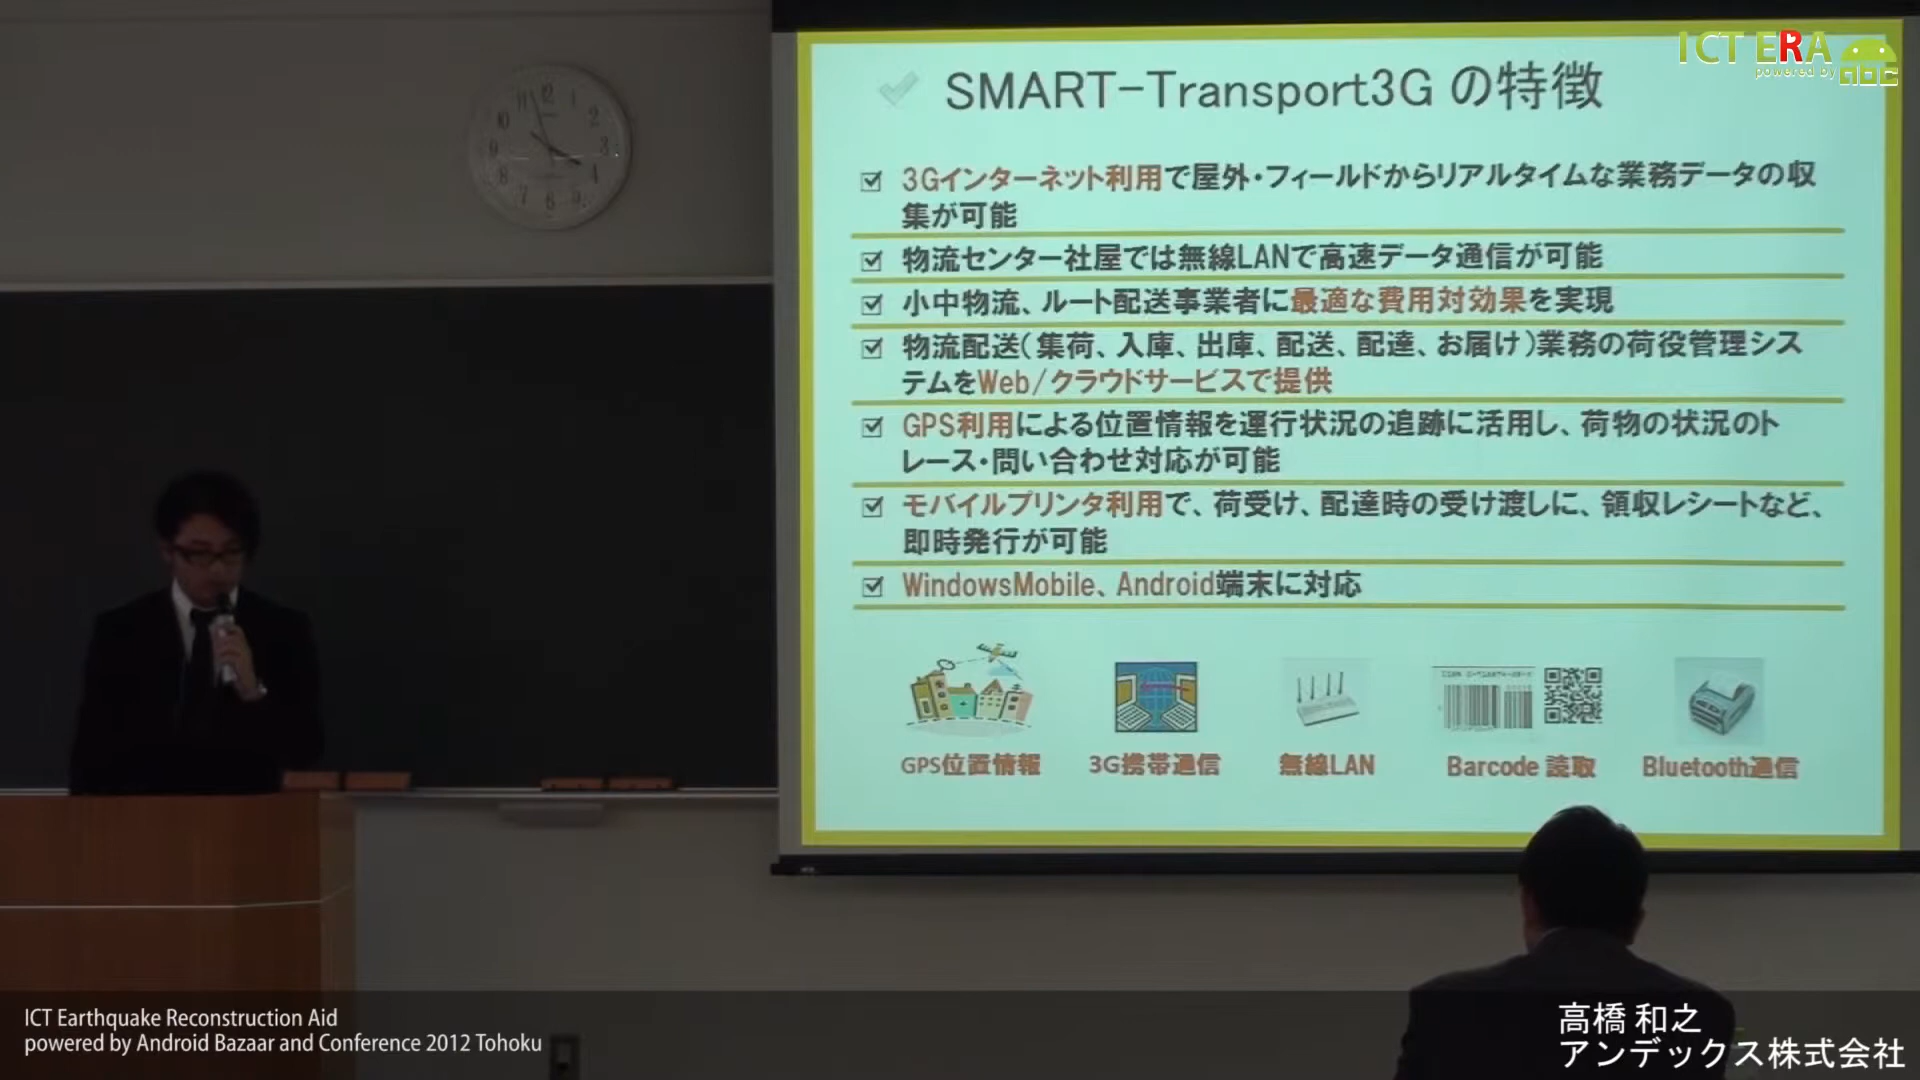 ICT ERA
powered by ABC
SMART-Transport3G の特徴
3Gインターネット利用で屋外・フィールドからリアルタイムな業務データの収
集が可能
物流センター社屋では無線LANで高速データ通信が可能
小中物流、ルート配送事業者に最適な費用対効果を実現
物流配送(集荷、入庫、出庫、配送、配達、お届け)業務の荷役管理シス
テムをWeb/クラウドサービスで提供
GPS利用による位置情報を運行状況の追跡に活用し、荷物の状況のト
レース・問い合わせ対応が可能
モバイルプリンタ利用で、荷受け、配達時の受け渡しに、領収レシートなど、
即時発行が可能
WindowsMobile、Android端末に対応
GPS位置情報
3G携帯通信
無線LAN
Barcode 読取
Bluetooth通信
12
1
2
3
4
5
6
7
8
9
10
11
ICT Earthquake Reconstruction Aid
powered by Android Bazaar and Conference 2012 Tohoku
高橋 和之
アンデックス株式会社